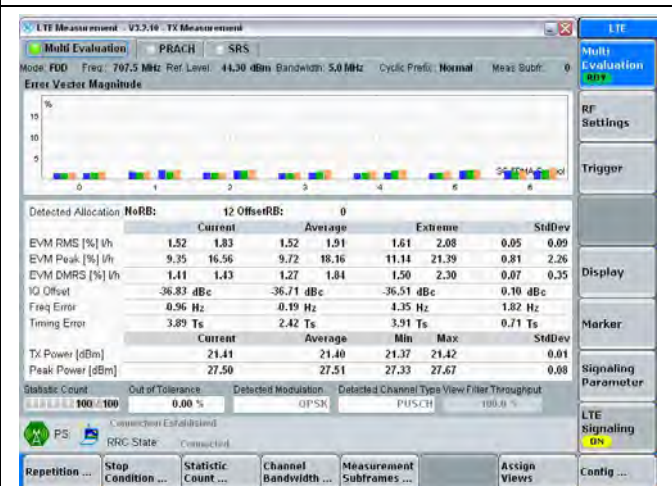 LTE Measurement - V3.2.10 - TX Measurement
LTE
Multi Evaluation PRACH SRS
Multi Evaluation
RDY
Mode: FDD Freq.: 707.5 MHz Ref. Level: 44.30 dBm Bandwidth: 5.0 MHz Cyclic Prefix: Normal Meas Subfr.: 0
Error Vector Magnitude
%
15
10
5
SC-FDMA Symbol
0 1 2 3 4 5 6
RF Settings
Trigger
Detected Allocation NoRB: 12 OffsetRB: 0
Current Average Extreme StdDev
EVM RMS [%] l/h 1.52 1.83 1.52 1.91 1.61 2.08 0.05 0.09
EVM Peak [%] l/h 9.35 16.56 9.72 18.16 11.14 21.39 0.81 2.26
EVM DMRS [%] l/h 1.41 1.43 1.27 1.84 1.50 2.30 0.07 0.35
IQ Offset -36.83 dBc -36.71 dBc -36.51 dBc 0.10 dBc
Freq Error -0.96 Hz -0.19 Hz 4.35 Hz 1.82 Hz
Timing Error 3.89 Ts 2.42 Ts 3.91 Ts 0.71 Ts
Current Average Min Max StdDev
TX Power [dBm] 21.41 21.40 21.37 21.42 0.01
Peak Power [dBm] 27.50 27.51 27.33 27.67 0.08
Display
Marker
Signaling Parameter
Statistic Count Out of Tolerance Detected Modulation Detected Channel Type View Filter Throughput
100 / 100 0.00 % QPSK PUSCH 100.0 %
PS Connection Established
RRC State Connected
LTE Signaling
ON
Repetition ... Stop Condition ... Statistic Count ... Channel Bandwidth ... Measurement Subframes ... Assign Views Config ...